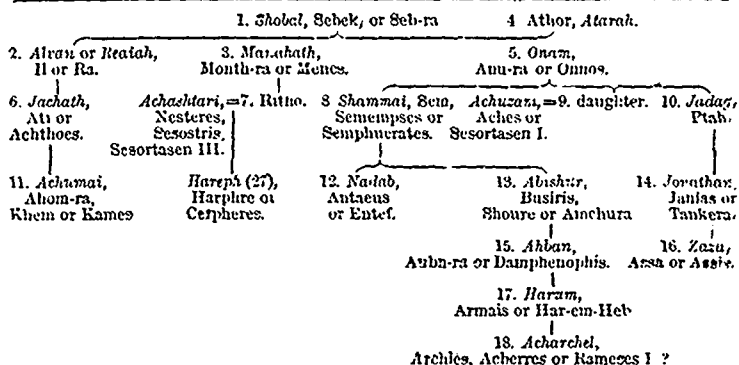 1. Shobal, Sebek, or Seb-ra 4 Athor, Atarah.
2. Alvan or Reaiah, 3. Manahath, 5. Onam,
Il or Ra. Month-ra or Menes. Anu-ra or Onnos.
6. Jachath, Achashtari,=7. Ritho. 8 Shammai, Sem, Achuzam,=9. daughter. 10. Jadag,
Ati or Nesteres, Semempses or Aches or Ptah.
Achthoes. Sesostris, Semphucrates. Sesortasen I.
Sesortasen III.
11. Achumai, Hareph (27), 12. Nadab, 13. Abishur, 14. Jonathan,
Ahom-ra, Harphre or Antaeus Busiris, Janias or
Khem or Kames Cerpheres. or Entef. Shoure or Amchura Tankera.
15. Ahban, 16. Zaza,
Aubn-ra or Damphenophis. Assa or Assis.
17. Haram,
Armais or Har-em-Heb
18. Acharchel,
Archles, Acherres or Rameses I ?